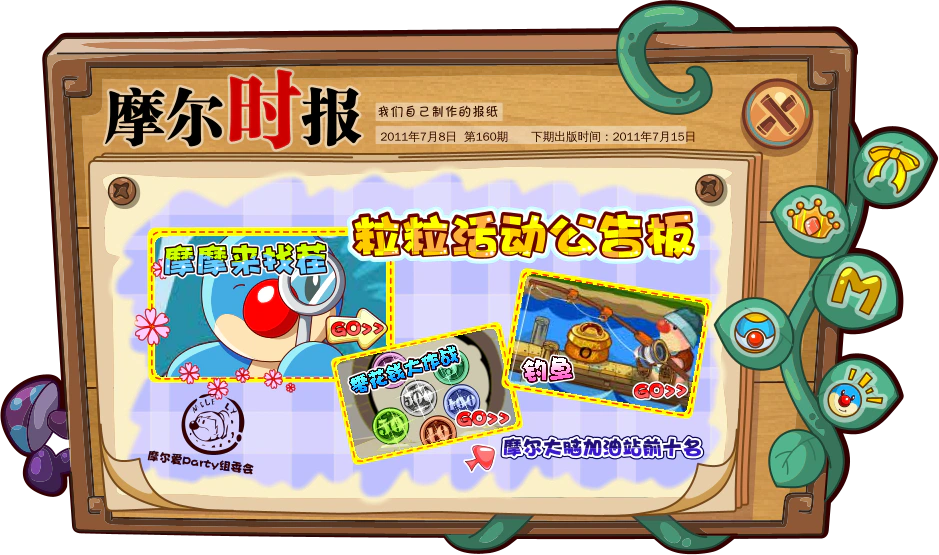 摩尔时报
我们自己制作的报纸
2011年7月8日 第160期 下期出版时间：2011年7月15日
粒粒活动公告板
摩摩来找茬
GO>>
零花钱大作战
50
100
10
GO>>
钓鱼
GO>>
M
摩尔爱Party组委会
摩尔大脑加油站前十名